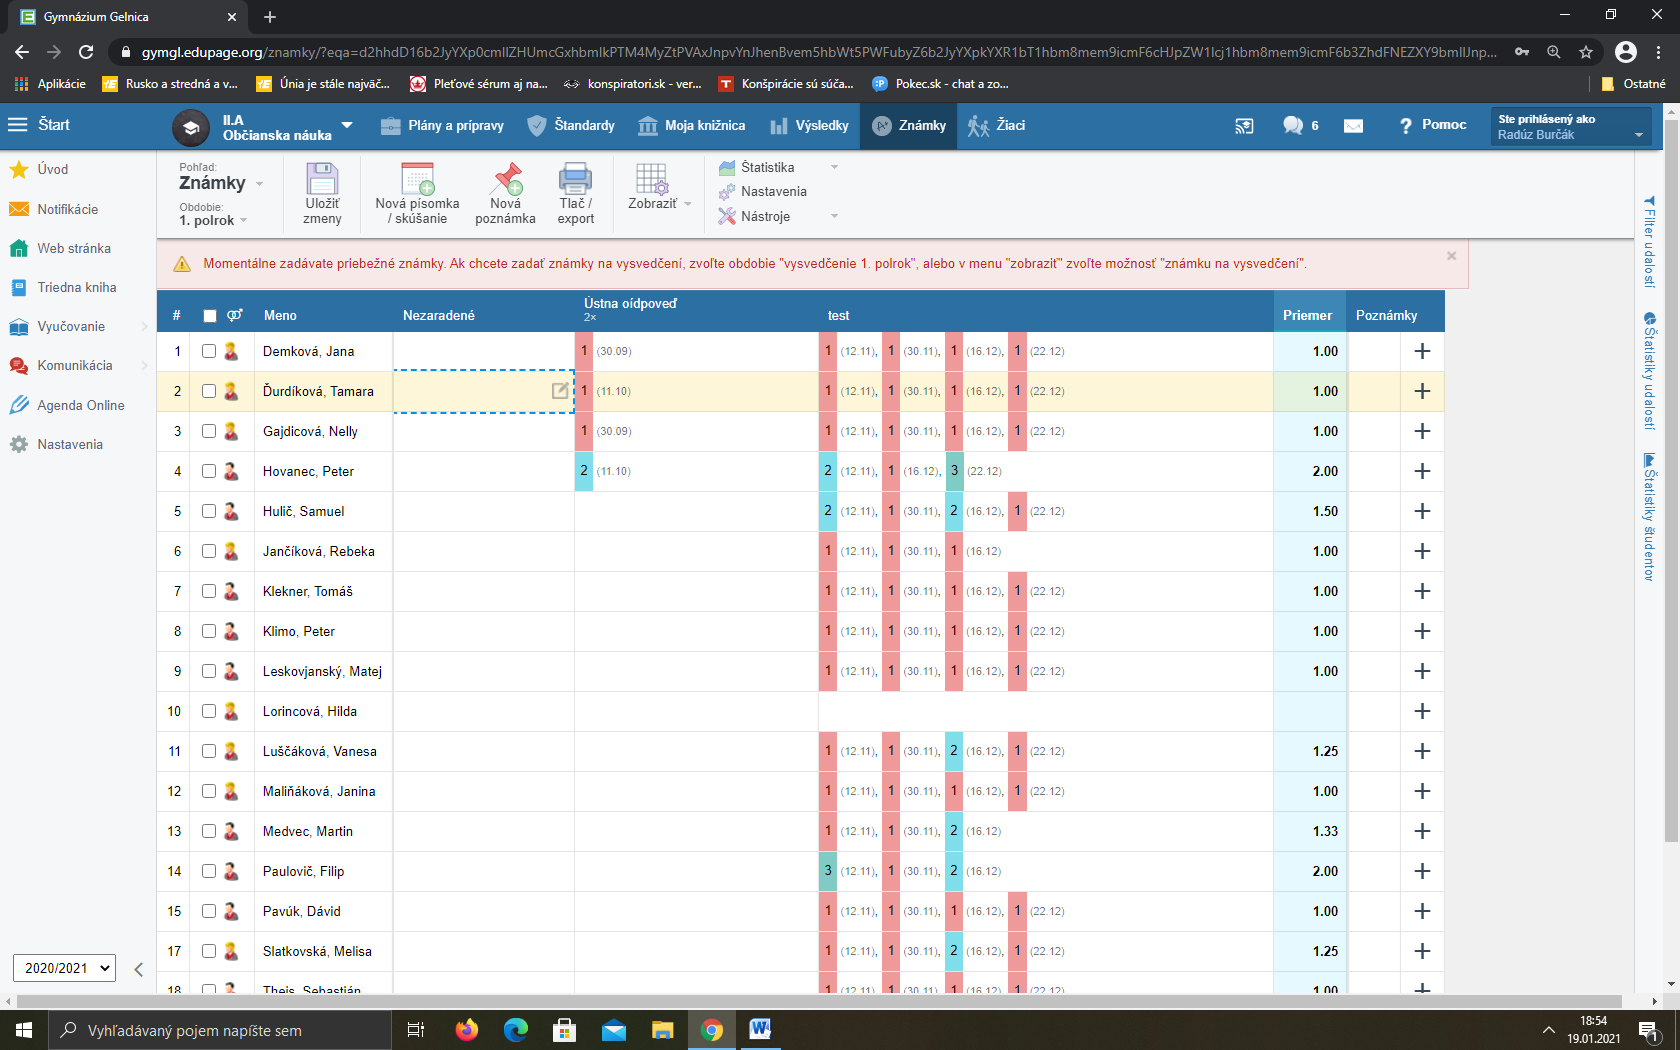 Gymnázium Gelnica
gymgl.edupage.org/znamky/?eqa=
Aplikácie Rusko a stredná a v... Únia je stále najväč... Pleťové sérum aj na... konspiratori.sk - ver... Konšpirácie sú súča... Pokec.sk - chat a zo... Ostatné
Štart
II.A
Občianska náuka
Plány a prípravy Štandardy Moja knižnica Výsledky Známky Žiaci 6 Pomoc
Ste prihlásený ako
Radúz Burčák
Úvod
Notifikácie
Web stránka
Triedna kniha
Vyučovanie
Komunikácia
Agenda Online
Nastavenia
2020/2021
Pohľad:
Známky
Obdobie:
1. polrok
Uložiť
zmeny
Nová písomka
/ skúšanie
Nová
poznámka
Tlač /
export
Zobraziť
Štatistika
Nastavenia
Nástroje
Filter udalostí
Štatistiky udalostí
Štatistiky študentov
Momentálne zadávate priebežné známky. Ak chcete zadať známky na vysvedčení, zvoľte obdobie "vysvedčenie 1. polrok", alebo v menu "zobraziť" zvoľte možnosť "známku na vysvedčení".
# Meno Nezaradené Ústna oídpoveď 2× test Priemer Poznámky
1 Demková, Jana 1 (30.09) 1 (12.11), 1 (30.11), 1 (16.12), 1 (22.12) 1.00 +
2 Ďurdíková, Tamara 1 (11.10) 1 (12.11), 1 (30.11), 1 (16.12), 1 (22.12) 1.00 +
3 Gajdicová, Nelly 1 (30.09) 1 (12.11), 1 (30.11), 1 (16.12), 1 (22.12) 1.00 +
4 Hovanec, Peter 2 (11.10) 2 (12.11), 1 (16.12), 3 (22.12) 2.00 +
5 Hulič, Samuel 2 (12.11), 1 (30.11), 2 (16.12), 1 (22.12) 1.50 +
6 Jančíková, Rebeka 1 (12.11), 1 (30.11), 1 (16.12) 1.00 +
7 Klekner, Tomáš 1 (12.11), 1 (30.11), 1 (16.12), 1 (22.12) 1.00 +
8 Klimo, Peter 1 (12.11), 1 (30.11), 1 (16.12), 1 (22.12) 1.00 +
9 Leskovjanský, Matej 1 (12.11), 1 (30.11), 1 (16.12), 1 (22.12) 1.00 +
10 Lorincová, Hilda +
11 Luščáková, Vanesa 1 (12.11), 1 (30.11), 2 (16.12), 1 (22.12) 1.25 +
12 Maliňáková, Janina 1 (12.11), 1 (30.11), 1 (16.12), 1 (22.12) 1.00 +
13 Medvec, Martin 1 (12.11), 1 (30.11), 2 (16.12) 1.33 +
14 Paulovič, Filip 3 (12.11), 1 (30.11), 2 (16.12) 2.00 +
15 Pavúk, Dávid 1 (12.11), 1 (30.11), 1 (16.12), 1 (22.12) 1.00 +
17 Slatkovská, Melisa 1 (12.11), 1 (30.11), 2 (16.12), 1 (22.12) 1.25 +
18 Theis, Sebastián 1 (12.11), 1 (30.11), 1 (16.12), 1 (22.12) 1.00 +
Vyhľadávaný pojem napíšte sem
18:54
19.01.2021
1